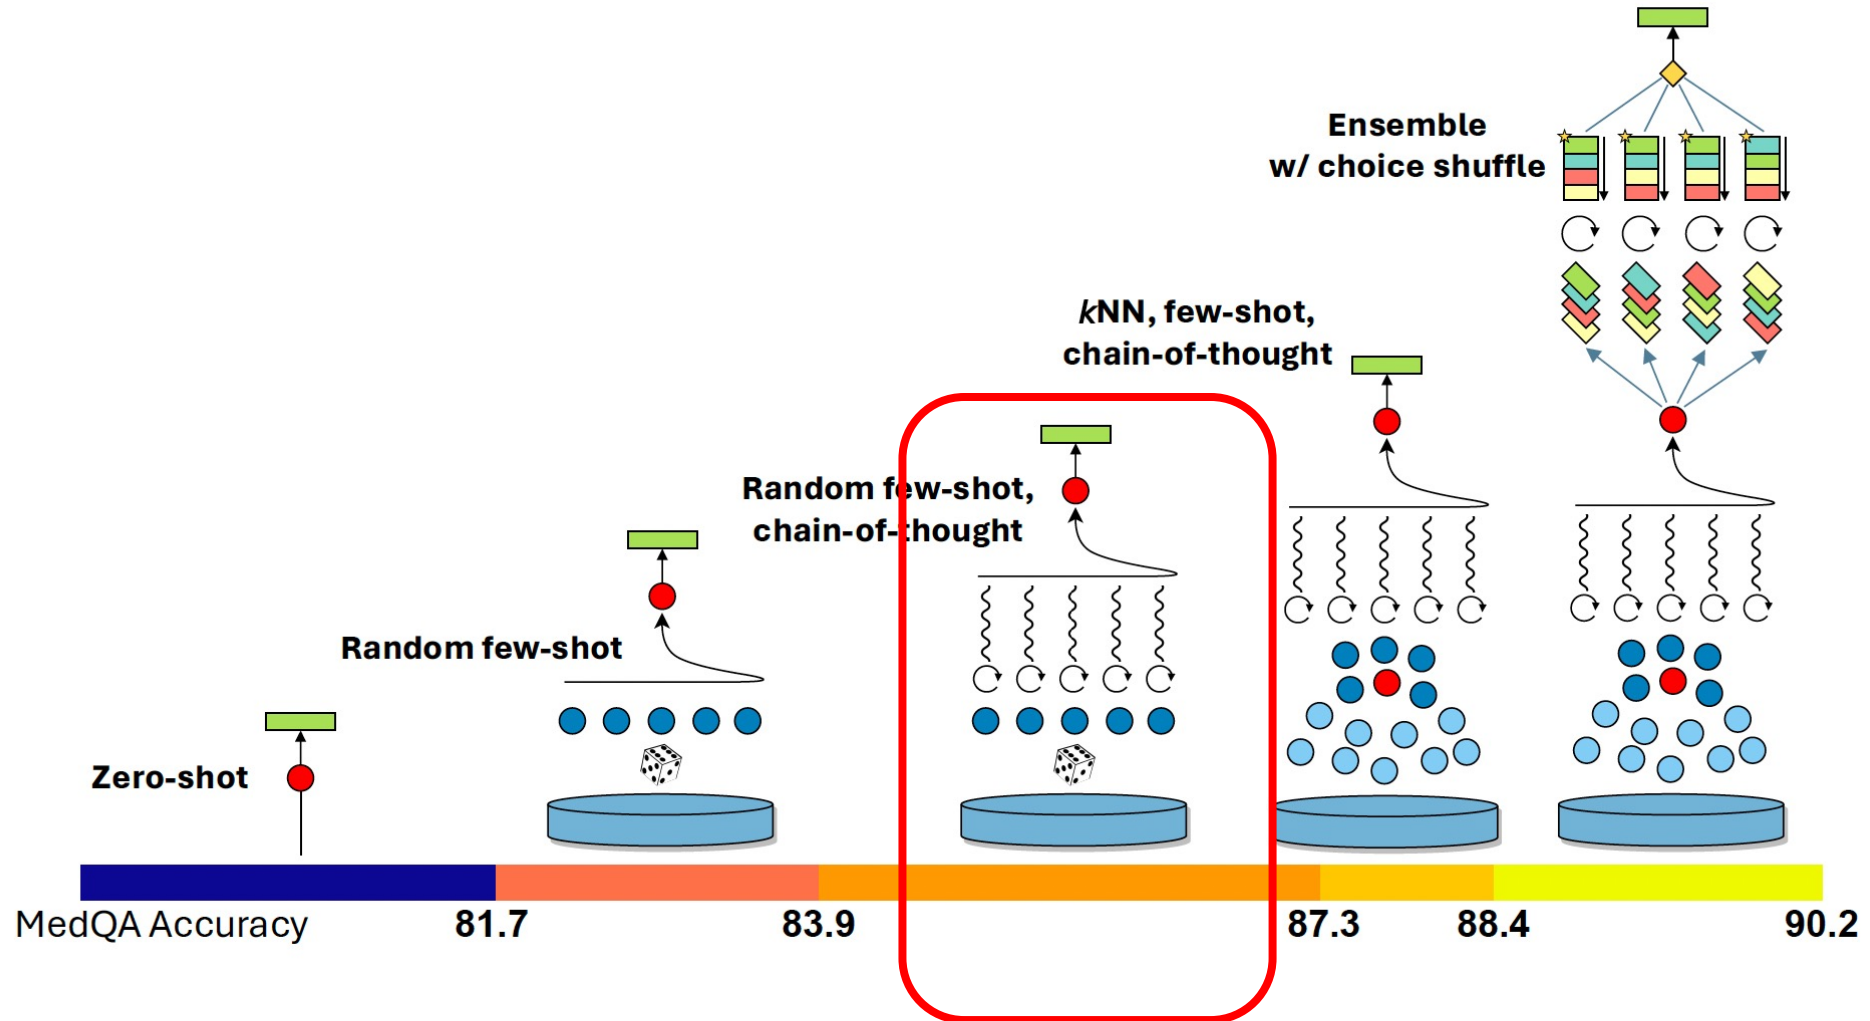 Ensemble
w/ choice shuffle
kNN, few-shot,
chain-of-thought
Random few-shot,
chain-of-thought
Random few-shot
Zero-shot
MedQA Accuracy
81.7
83.9
87.3
88.4
90.2